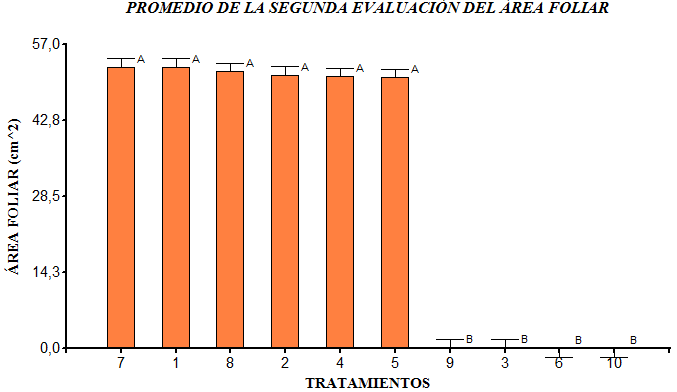 PROMEDIO DE LA SEGUNDA EVALUACIÓN DEL ÁREA FOLIAR
57,0
42,8
28,5
14,3
0,0
ÁREA FOLIAR (cm^2)
A A A A A A B B B B
7 1 8 2 4 5 9 3 6 10
TRATAMIENTOS